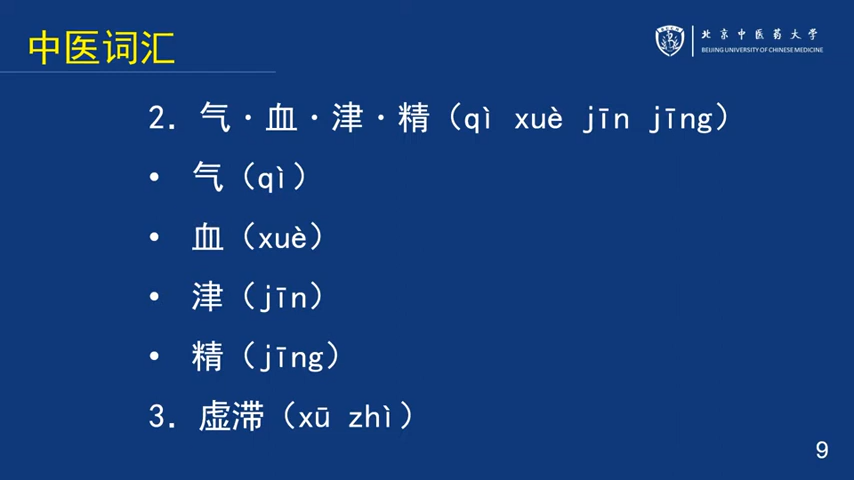 中医词汇
北京中医药大学
BEIJING UNIVERSITY OF CHINESE MEDICINE
2. 气·血·津·精（qì xuè jīn jīng）
• 气（qì）
• 血（xuè）
• 津（jīn）
• 精（jīng）
3. 虚滞（xū zhì）
9